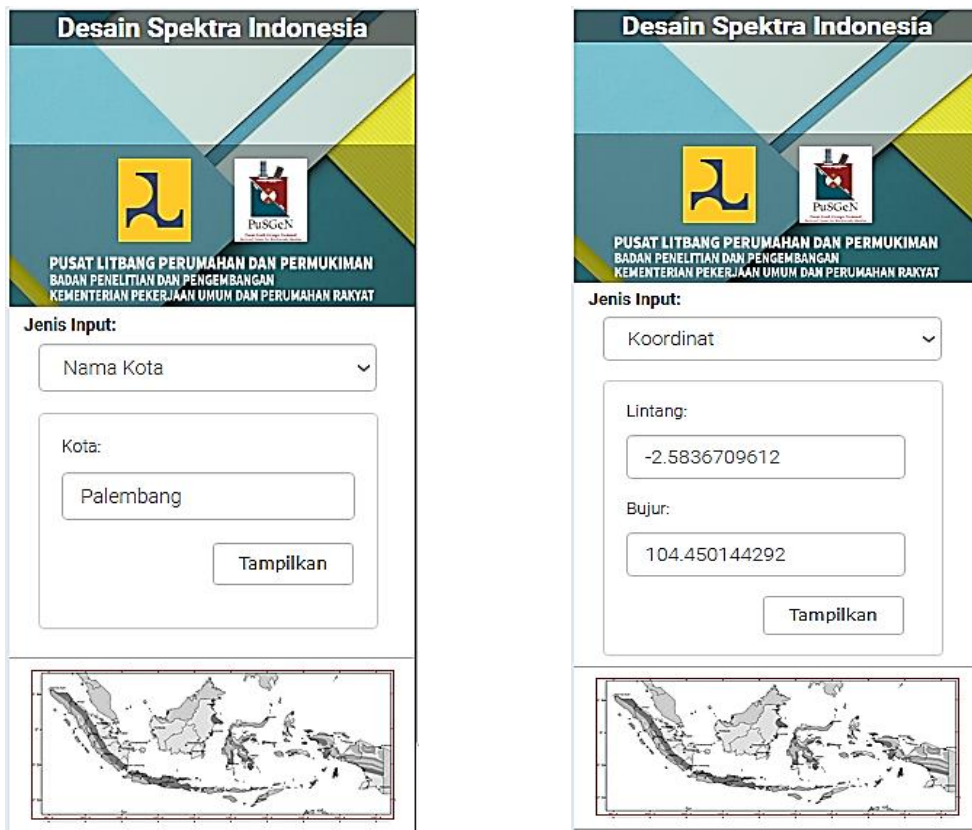 Desain Spektra Indonesia
PuSGeN
PUSAT LITBANG PERUMAHAN DAN PERMUKIMAN
BADAN PENELITIAN DAN PENGEMBANGAN
KEMENTERIAN PEKERJAAN UMUM DAN PERUMAHAN RAKYAT
Jenis Input:
Nama Kota
Kota:
Palembang
Tampilkan
Desain Spektra Indonesia
PuSGeN
PUSAT LITBANG PERUMAHAN DAN PERMUKIMAN
BADAN PENELITIAN DAN PENGEMBANGAN
KEMENTERIAN PEKERJAAN UMUM DAN PERUMAHAN RAKYAT
Jenis Input:
Koordinat
Lintang:
-2.5836709612
Bujur:
104.450144292
Tampilkan